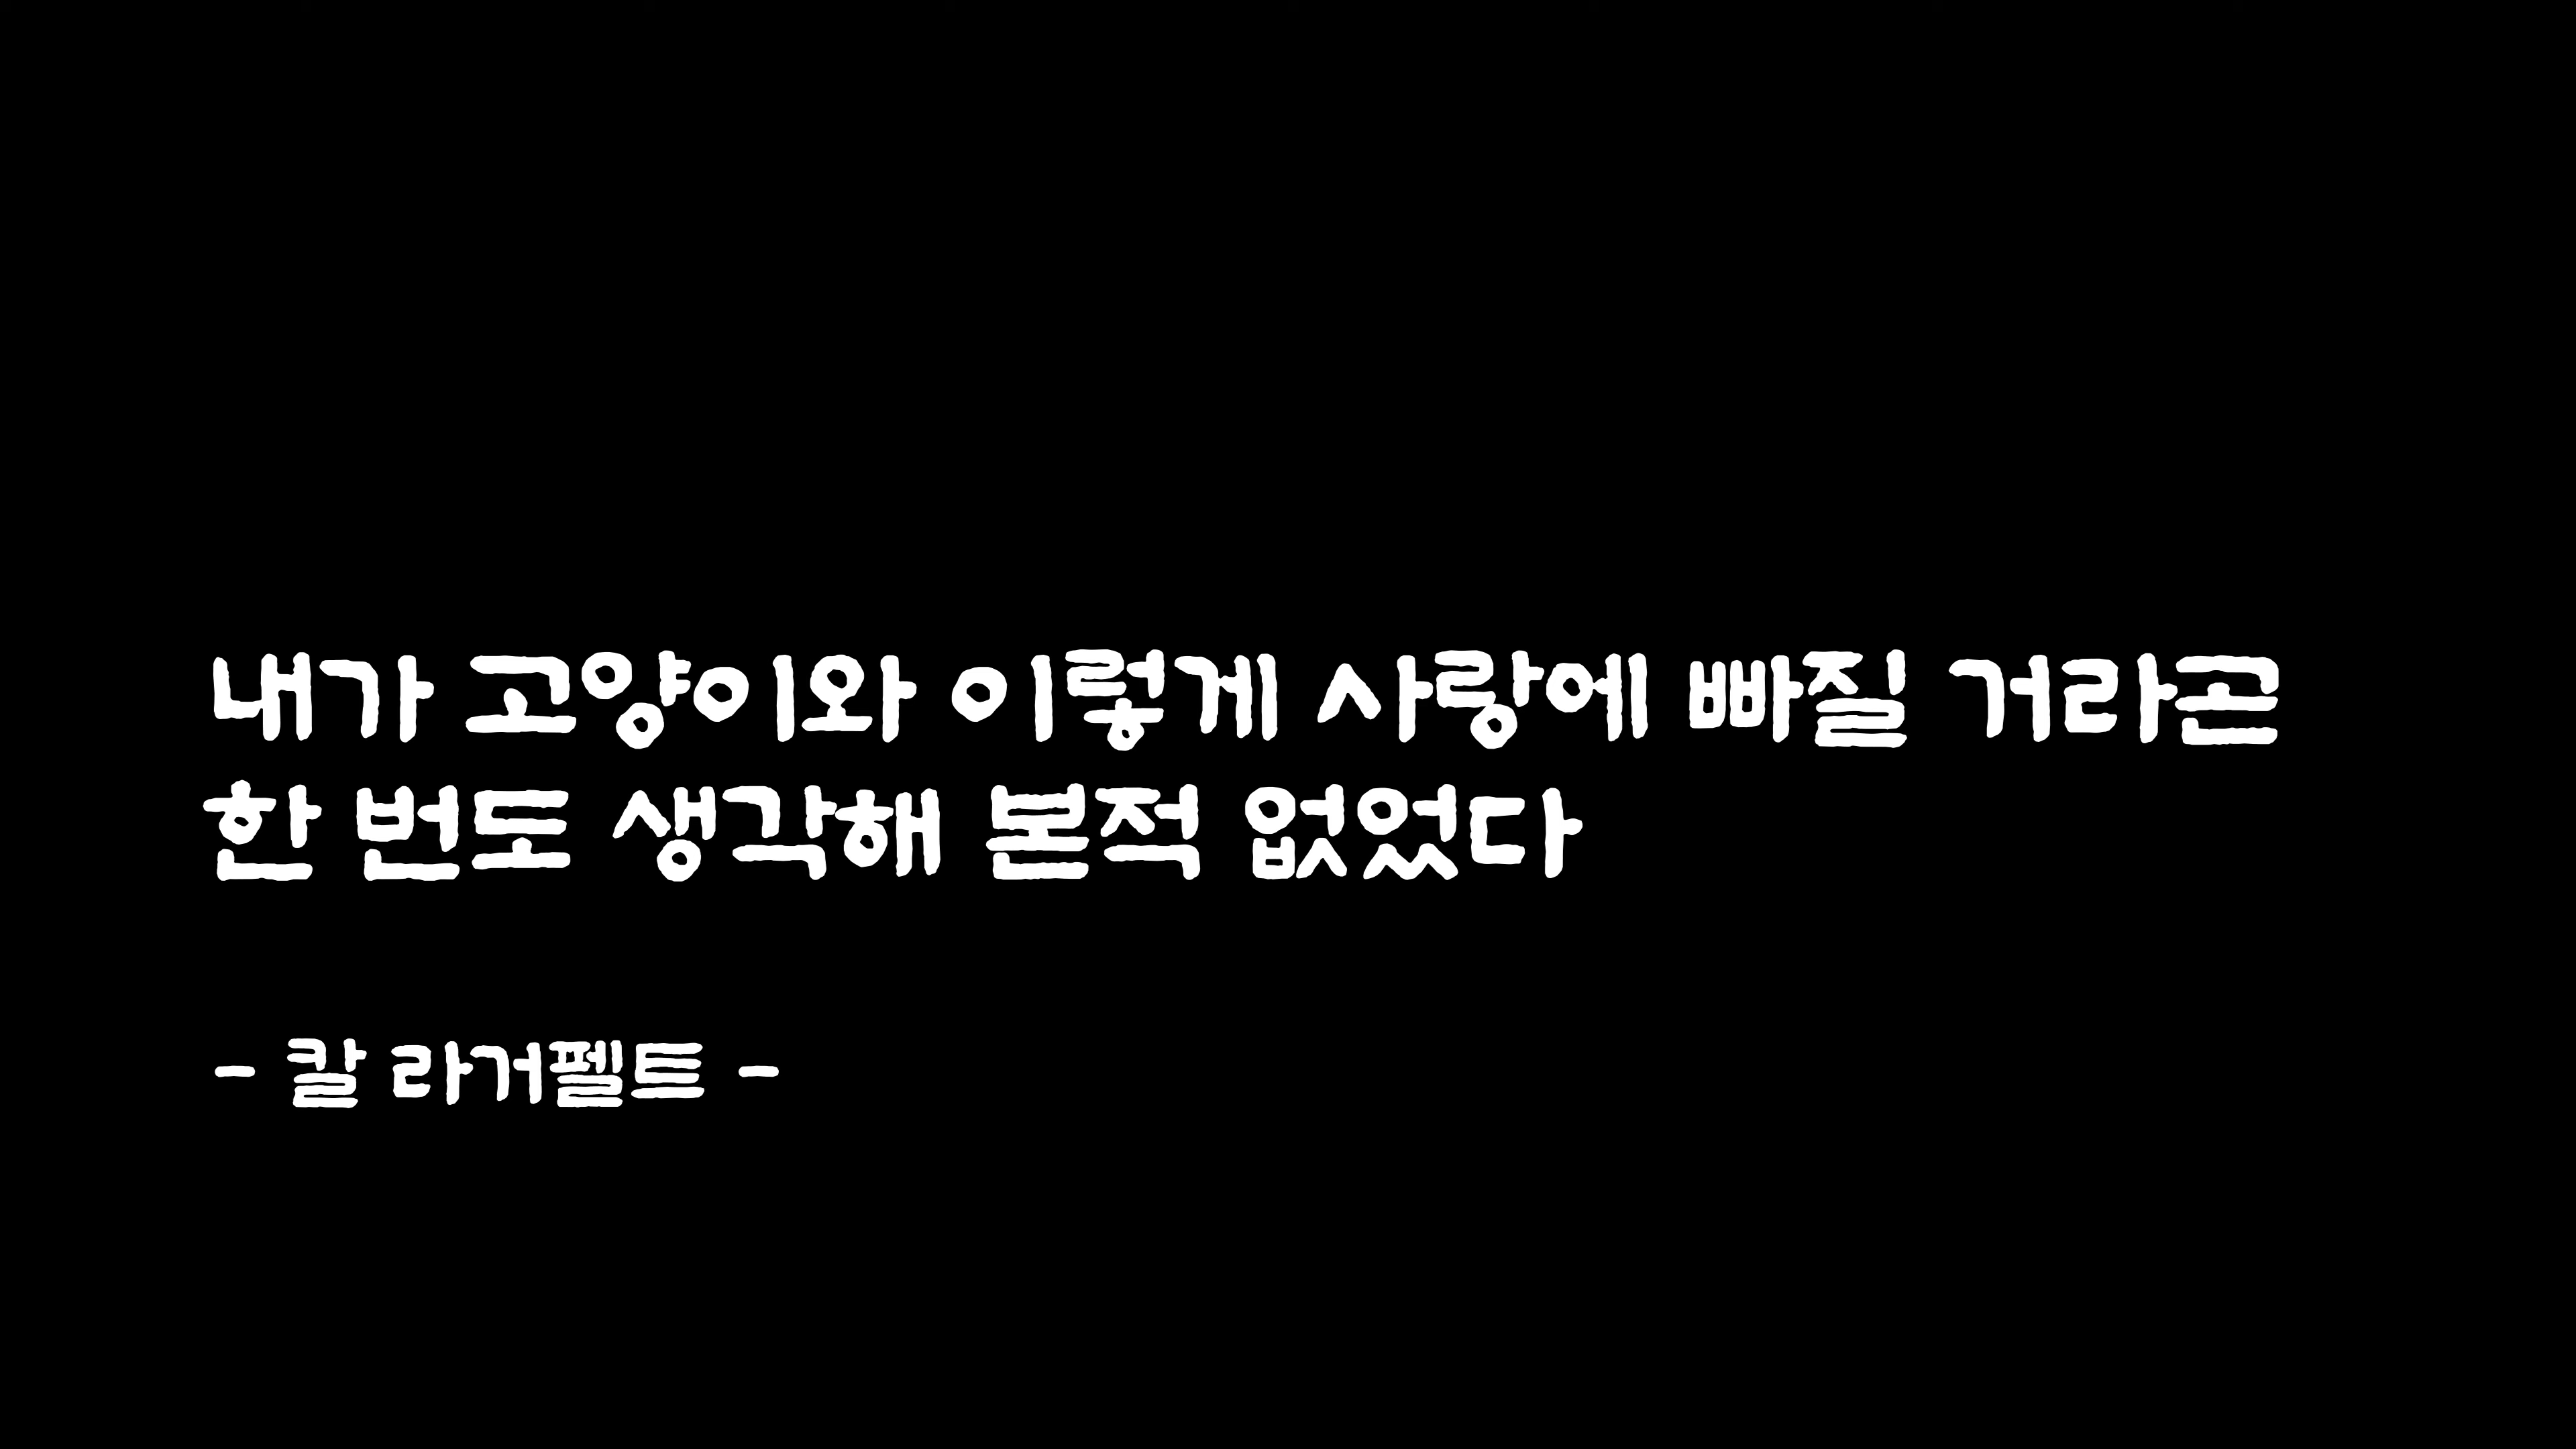 내가 고양이와 이렇게 사랑에 빠질 거라곤
한 번도 생각해 본적 없었다
- 칼 라거펠트 -